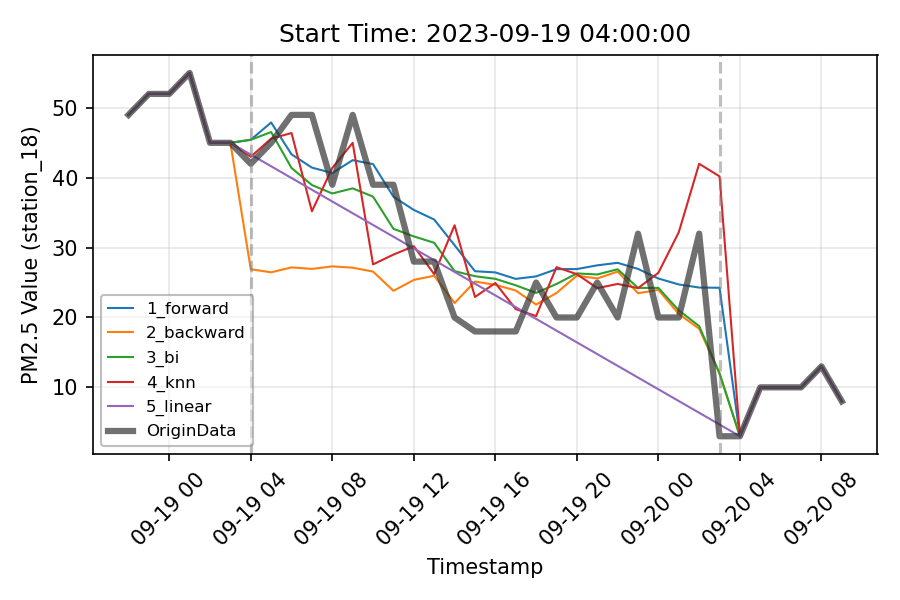 Start Time: 2023-09-19 04:00:00
PM2.5 Value (station_18)
50
40
30
20
10
1_forward
2_backward
3_bi
4_knn
5_linear
OriginData
09-19 00
09-19 04
09-19 08
09-19 12
09-19 16
09-19 20
09-20 00
09-20 04
09-20 08
Timestamp